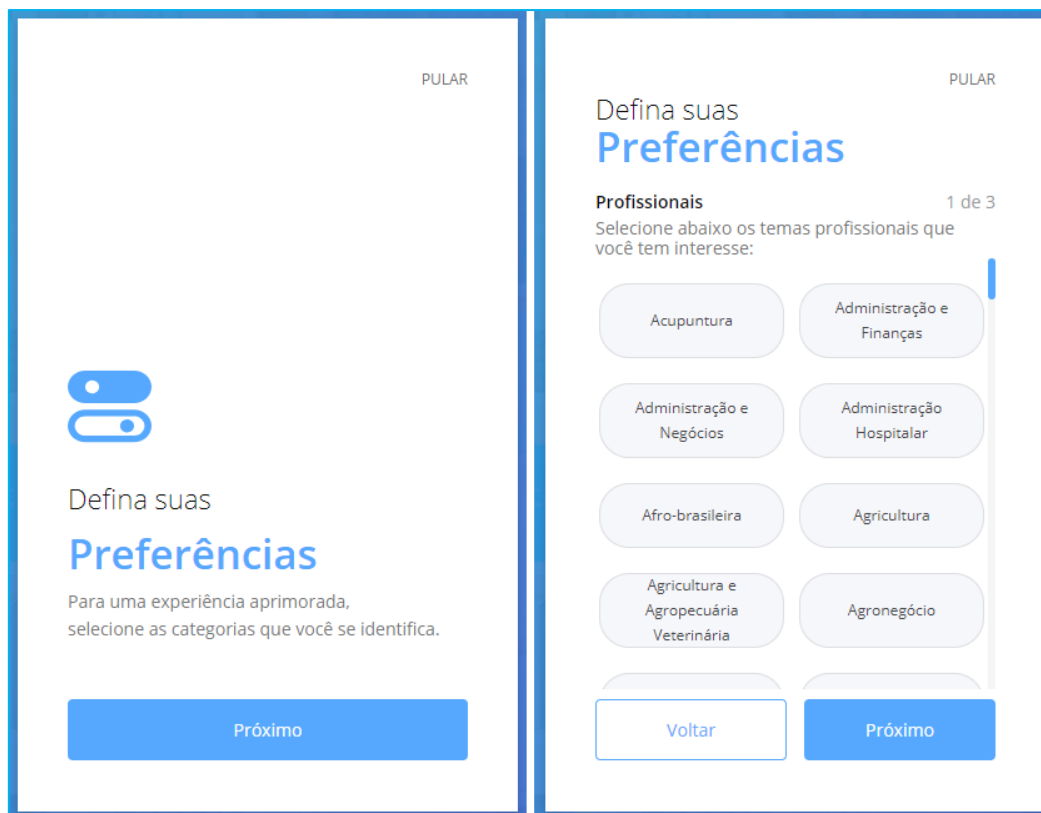 PULAR
Defina suas
Preferências
Para uma experiência aprimorada,
selecione as categorias que você se identifica.
Próximo
PULAR
Defina suas
Preferências
Profissionais
1 de 3
Selecione abaixo os temas profissionais que
você tem interesse:
Acupuntura
Administração e
Finanças
Administração e
Negócios
Administração
Hospitalar
Afro-brasileira
Agricultura
Agricultura e
Agropecuária
Veterinária
Agronegócio
Voltar
Próximo